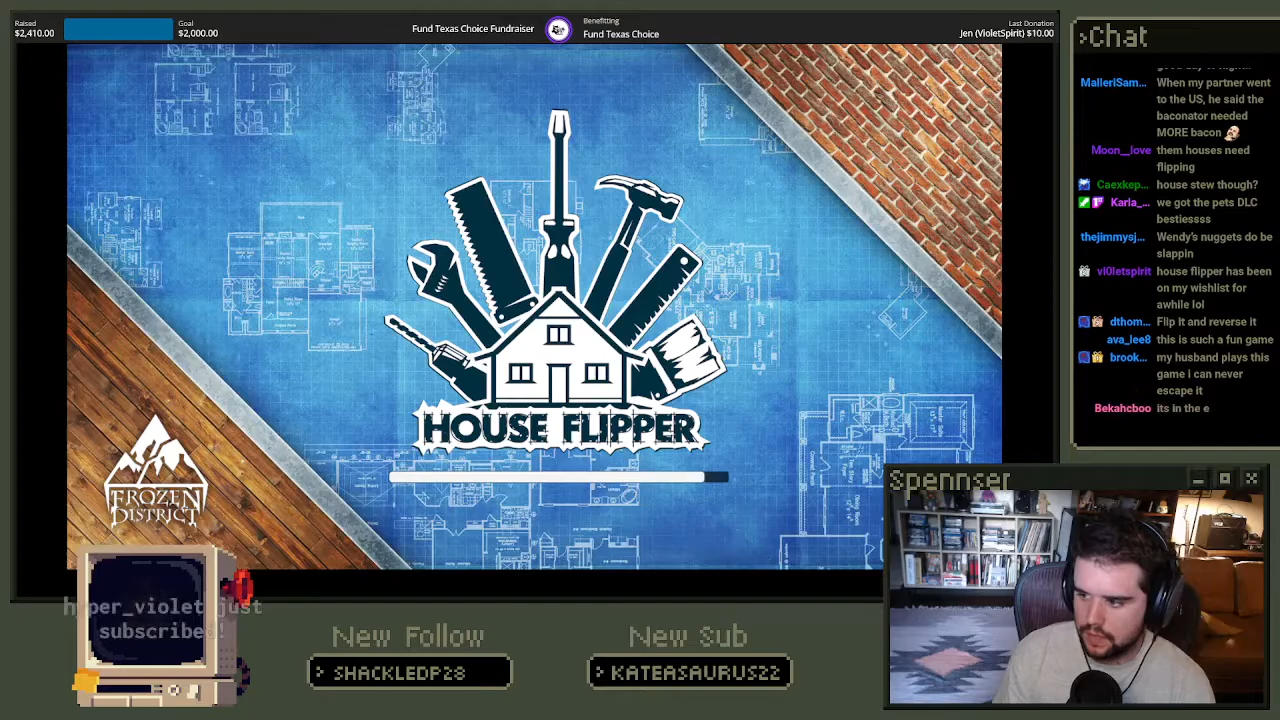 Raised
$2,410.00
Goal
$2,000.00
Fund Texas Choice Fundraiser
Benefitting
Fund Texas Choice
Last Donation
Jen (VioletSpirit) $10.00
>Chat
MalleriSam... When my partner went
to the US, he said the
baconator needed
MORE bacon
Moon__love them houses need
flipping
Caexkep... house stew though?
Karla_... we got the pets DLC
bestiessss
thejimmysj... Wendy's nuggets do be
slappin
vl0letspirit house flipper has been
on my wishlist for
awhile lol
dthom... Flip it and reverse it
ava_lee8 this is such a fun game
brook... my husband plays this
game i can never
escape it
Bekahcboo its in the e
HOUSE FLIPPER
FROZEN
DISTRICT
Spennser
hyper_violet just
subscribed!
New Follow
> SHACKLEDP28
New Sub
> KATEASAURUS22